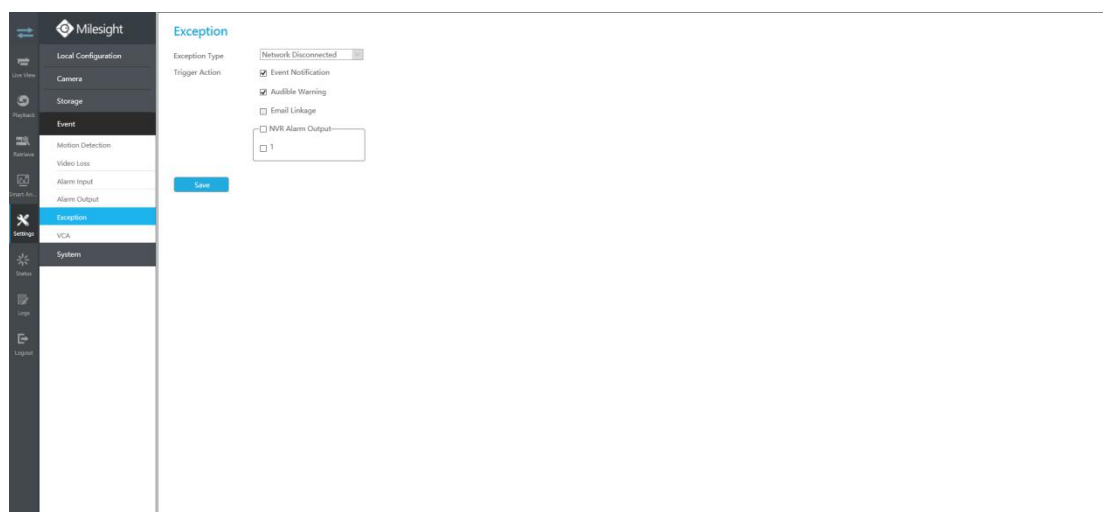 Milesight
Live View
Playback
Retrieve
Smart An...
Settings
Status
Logs
Logout
Local Configuration
Camera
Storage
Event
Motion Detection
Video Loss
Alarm Input
Alarm Output
Exception
VCA
System
Exception
Exception Type
Network Disconnected
Trigger Action
Event Notification
Audible Warning
Email Linkage
NVR Alarm Output
1
Save